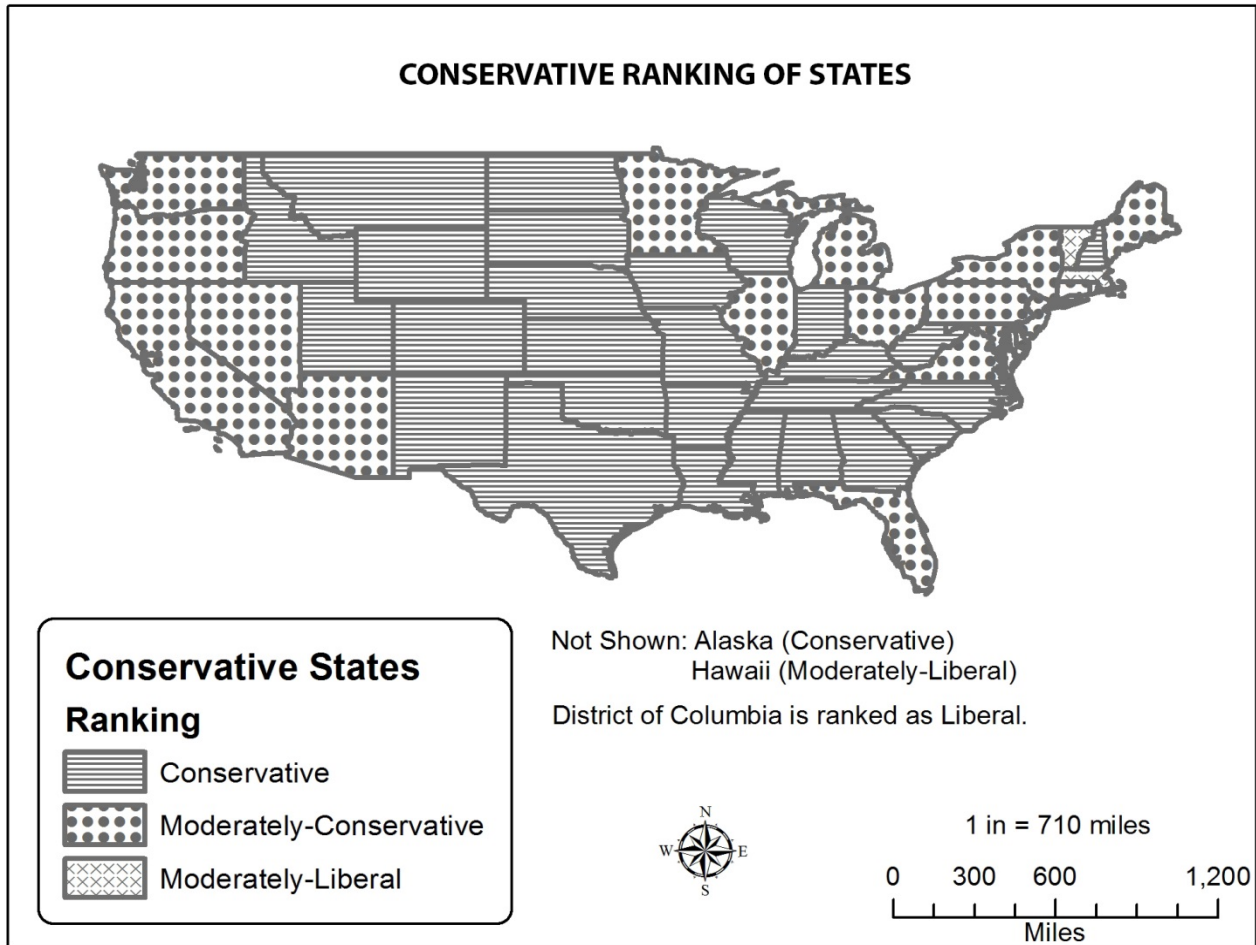 CONSERVATIVE RANKING OF STATES
Not Shown: Alaska (Conservative)
Hawaii (Moderately-Liberal)
District of Columbia is ranked as Liberal.
Conservative States
Ranking
Conservative
Moderately-Conservative
Moderately-Liberal
N
W E
S
1 in = 710 miles
0 300 600 1,200
Miles